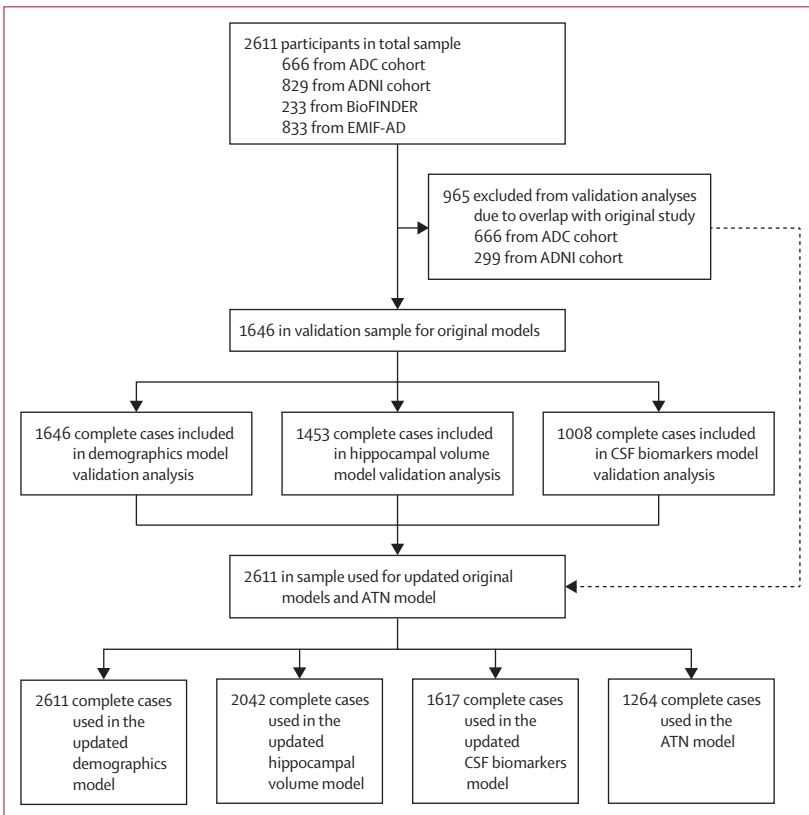 2611 participants in total sample
666 from ADC cohort
829 from ADNI cohort
233 from BioFINDER
833 from EMIF-AD
965 excluded from validation analyses
due to overlap with original study
666 from ADC cohort
299 from ADNI cohort
1646 in validation sample for original models
1646 complete cases included
in demographics model
validation analysis
1453 complete cases included
in hippocampal volume
model validation analysis
1008 complete cases included
in CSF biomarkers model
validation analysis
2611 in sample used for updated original
models and ATN model
2611 complete cases
used in the
updated
demographics
model
2042 complete cases
used in the
updated
hippocampal
volume model
1617 complete cases
used in the
updated
CSF biomarkers
model
1264 complete cases
used in the
ATN model